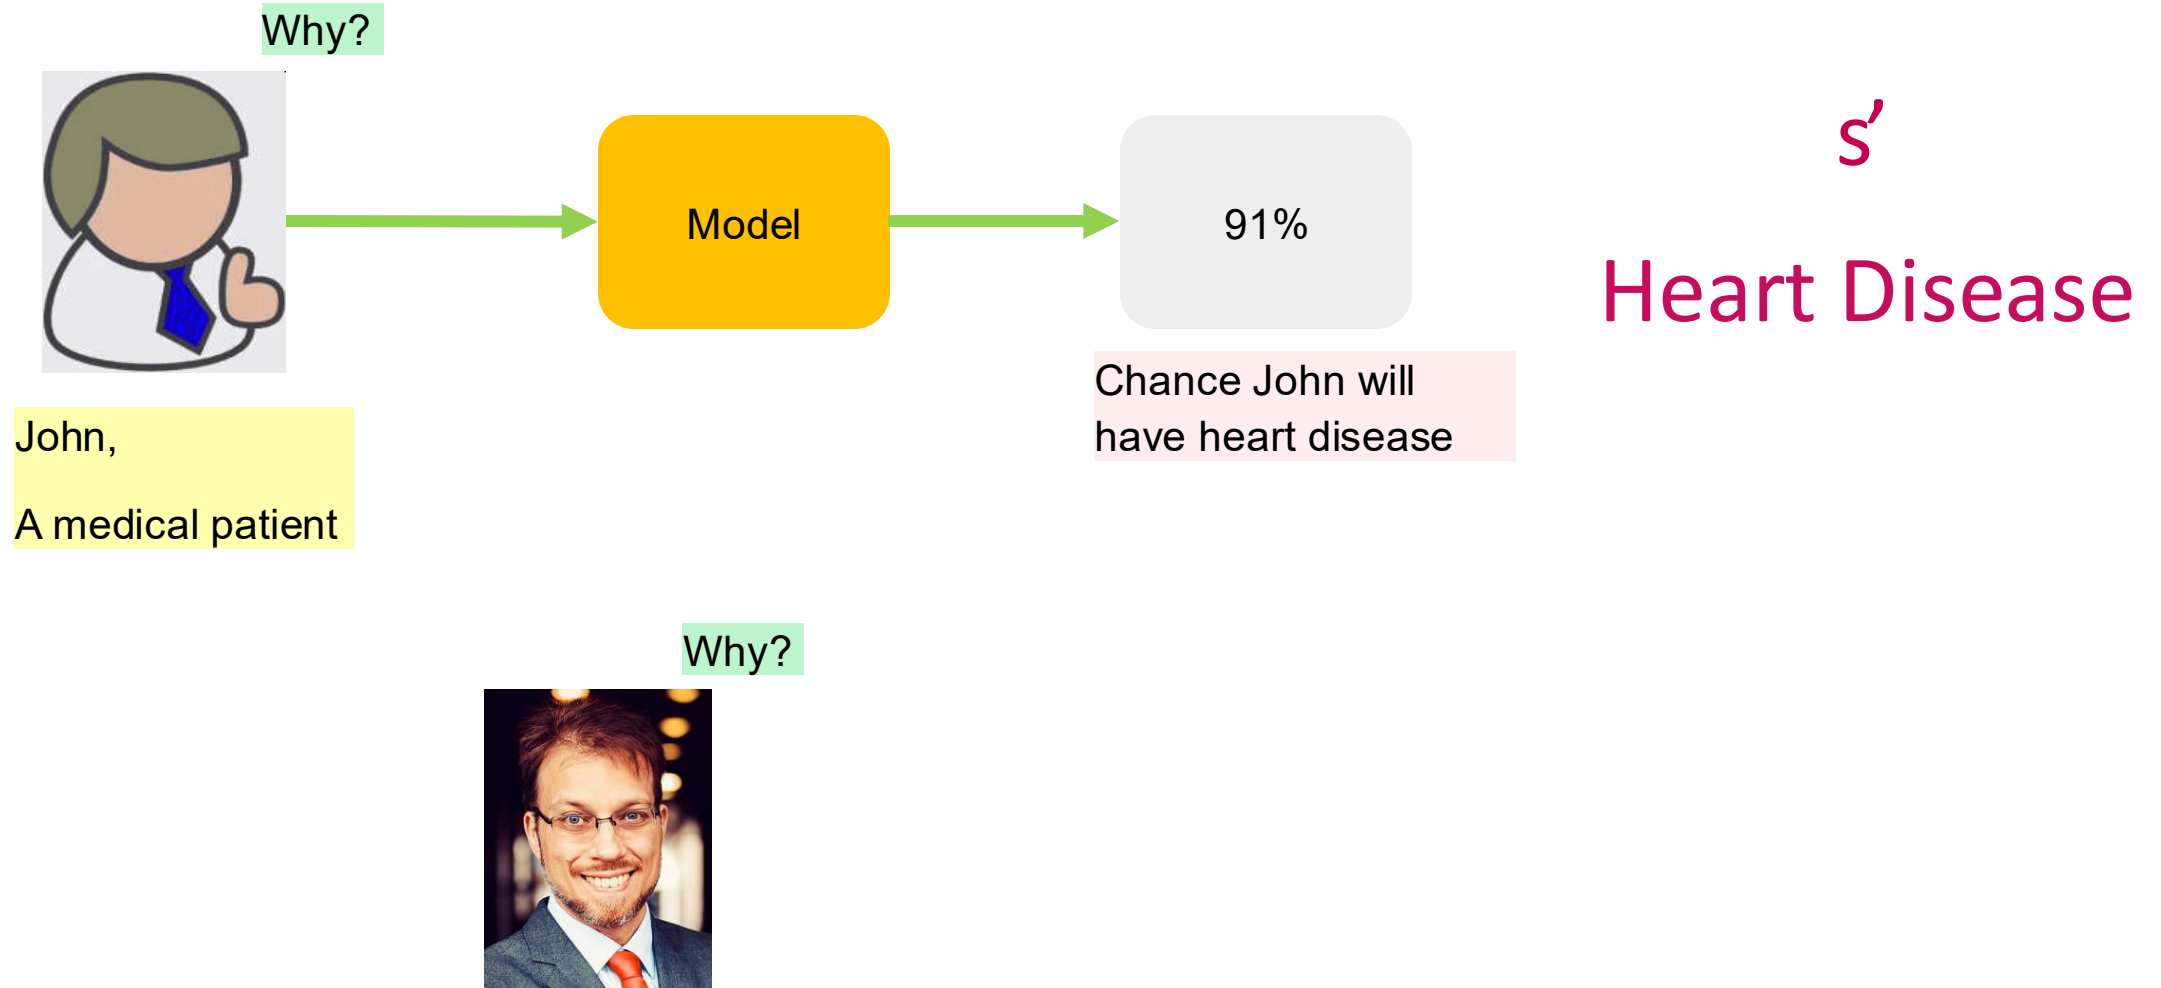 Why?
Model
91%
s’
Heart Disease
Chance John will
have heart disease
John,
A medical patient
Why?